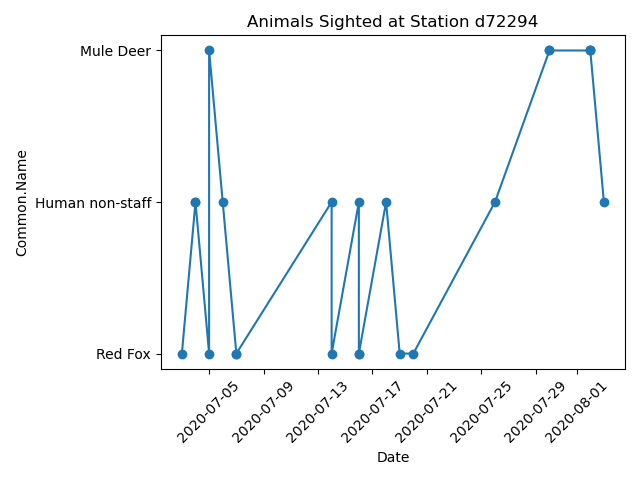 Animals Sighted at Station d72294
Common.Name
Mule Deer
Human non-staff
Red Fox
2020-07-05
2020-07-09
2020-07-13
2020-07-17
2020-07-21
2020-07-25
2020-07-29
2020-08-01
Date